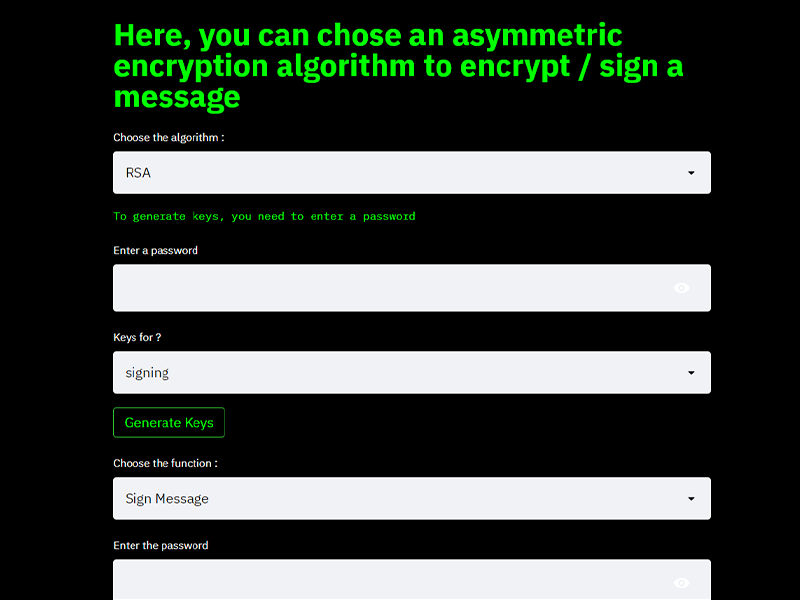 Here, you can chose an asymmetric
encryption algorithm to encrypt / sign a
message
Choose the algorithm :
RSA
To generate keys, you need to enter a password
Enter a password
Keys for ?
signing
Generate Keys
Choose the function :
Sign Message
Enter the password